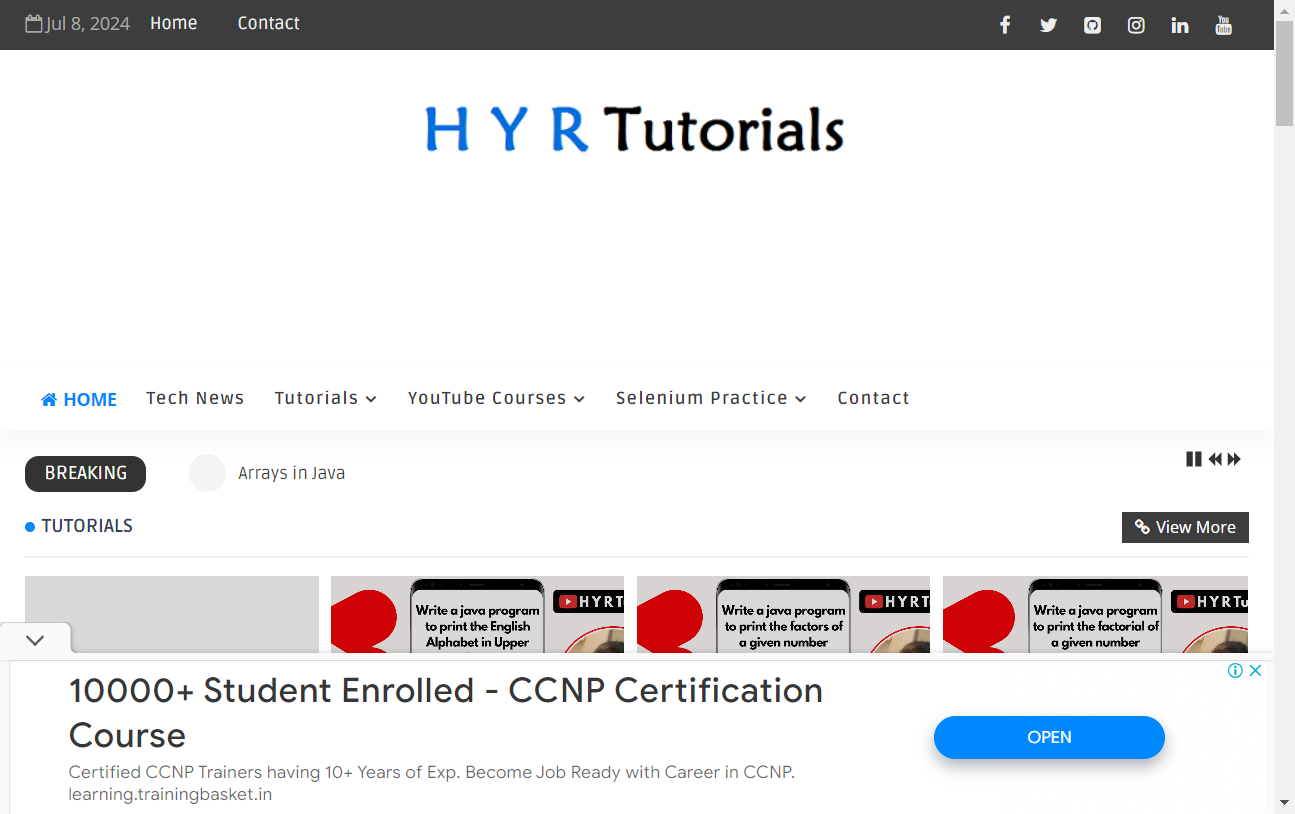 Jul 8, 2024 Home Contact
You Tube
H Y R Tutorials
HOME Tech News Tutorials YouTube Courses Selenium Practice Contact
BREAKING Arrays in Java
TUTORIALS View More
Write a java program
to print the English
Alphabet in Upper
HYRT
Write a java program
to print the factors of
a given number
HYRT
Write a java program
to print the factorial of
a given number
HYRTu
10000+ Student Enrolled - CCNP Certification
Course
OPEN
Certified CCNP Trainers having 10+ Years of Exp. Become Job Ready with Career in CCNP.
learning.trainingbasket.in